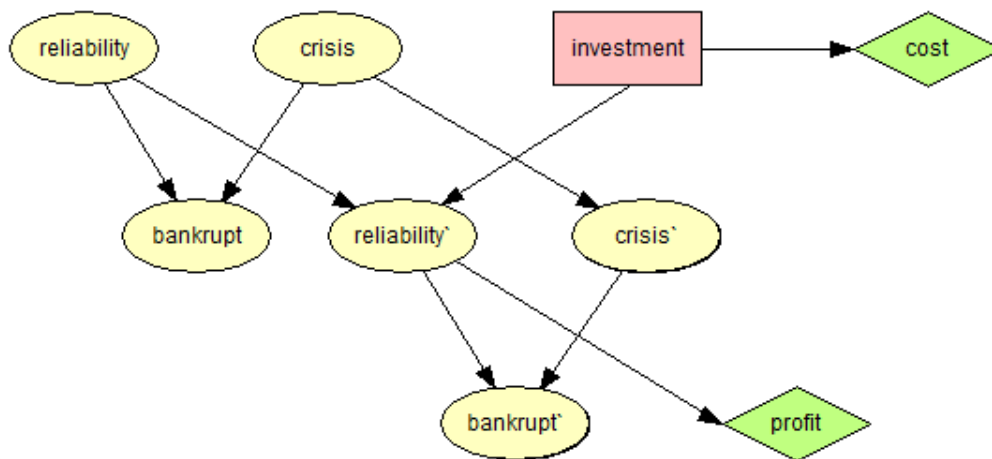 reliability
crisis
investment
cost
bankrupt
reliability`
crisis`
bankrupt`
profit